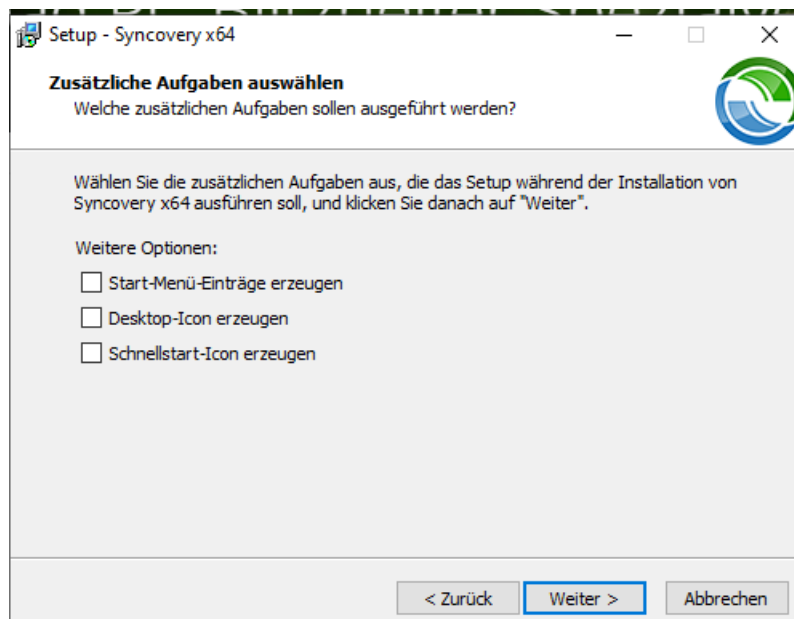 Setup - Syncovery x64
Zusätzliche Aufgaben auswählen
Welche zusätzlichen Aufgaben sollen ausgeführt werden?
Wählen Sie die zusätzlichen Aufgaben aus, die das Setup während der Installation von
Syncovery x64 ausführen soll, und klicken Sie danach auf "Weiter".
Weitere Optionen:
Start-Menü-Einträge erzeugen
Desktop-Icon erzeugen
Schnellstart-Icon erzeugen
< Zurück
Weiter >
Abbrechen